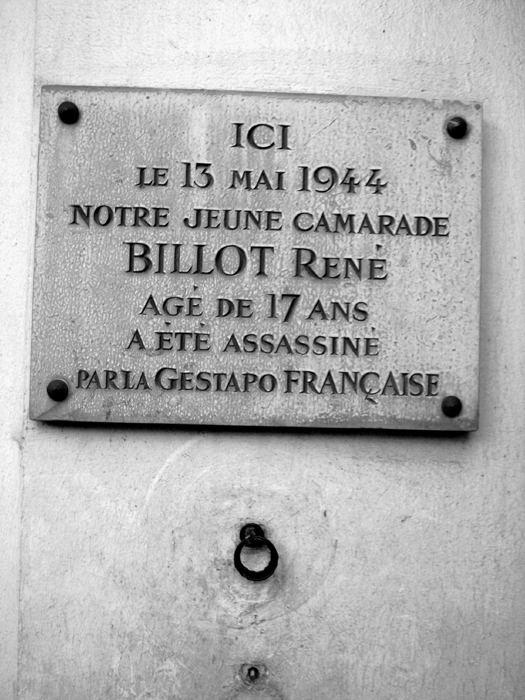 ICI
LE 13 MAI 1944
NOTRE JEUNE CAMARADE
BILLOT RENÉ
AGÉ DE 17 ANS
A ÉTÉ ASSASSINÉ
PAR LA GESTAPO FRANÇAISE